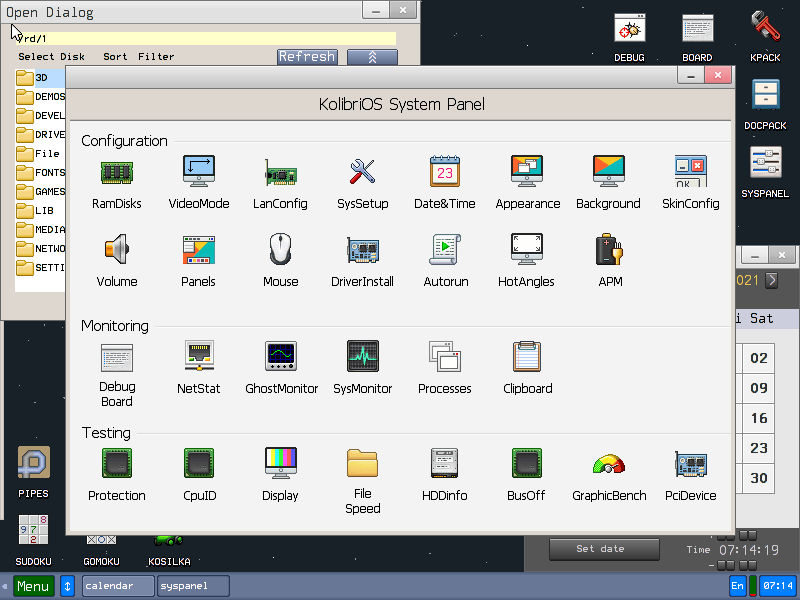 Open Dialog
/rd/1
Select Disk Sort Filter Refresh
3D
DEMOS
DEVEL
DRIVE
File
FONTS
GAMES
LIB
MEDIA
NETWO
SETTI
DEBUG BOARD KPACK
DOCPACK
SYSPANEL
KolibriOS System Panel
Configuration
RamDisks VideoMode LanConfig SysSetup Date&Time Appearance Background SkinConfig
23
OK
Volume Panels Mouse DriverInstall Autorun HotAngles APM
Monitoring
Debug Board NetStat GhostMonitor SysMonitor Processes Clipboard
Testing
Protection CpuID Display File Speed HDDinfo BusOff GraphicBench PciDevice
021 >
i Sat
02
09
16
23
30
Set date Time 07:14:19
PIPES
SUDOKU GOMOKU KOSILKA
Menu calendar syspanel En 07:14